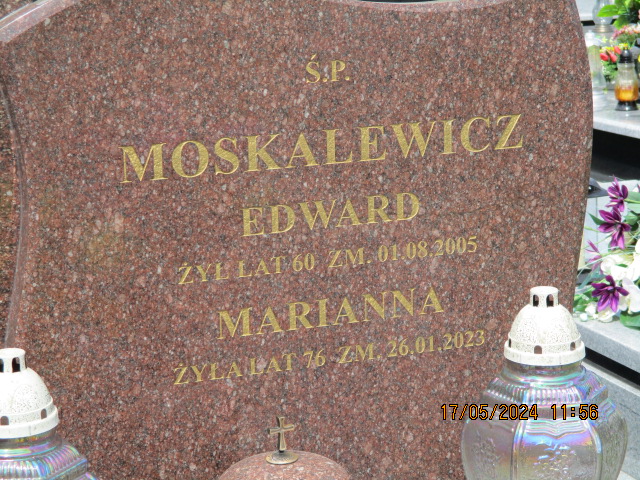 Ś.P.
MOSKALEWICZ
EDWARD
ŻYŁ LAT 60 ZM. 01.08.2005
MARIANNA
ŻYŁA LAT 76 ZM. 26.01.2023
17/05/2024 11:56